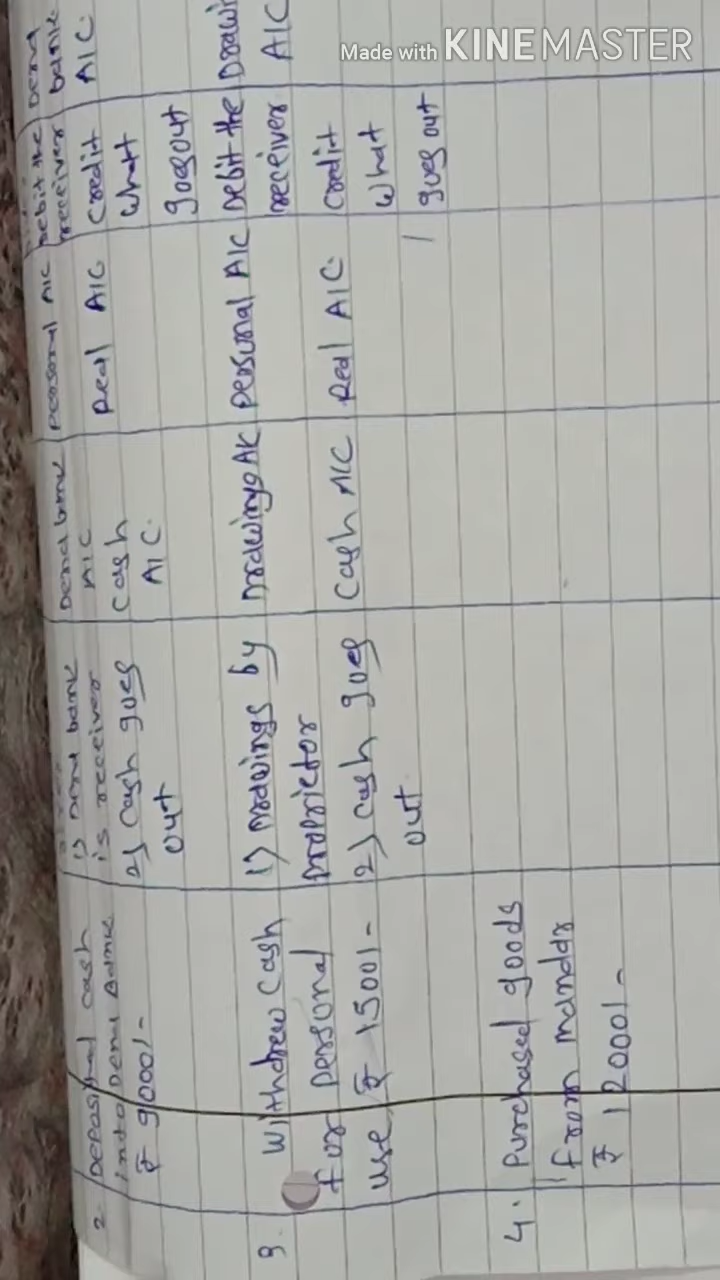 Made with KINEMASTER
2 Deposited cash
into Dena Bank
₹ 9000/-
1) Dena bank
is receiver
2) Cash goes
out
Dena bank
A/C
Cash
A/C.
Personal A/C
Real A/C
Debit the
receiver
Credit
what
goes out
Dena
bank
A/C
3. Withdrew Cash
for personal
use, ₹ 1500/-
1) Drawings by
proprietor
2) Cash goes
out
Drawings A/C
Cash A/C
Personal A/C
Real A/C.
Debit the
receiver
Credit
what
goes out
Drawi
A/C
4. Purchased goods
from mandar
₹ 12000/-